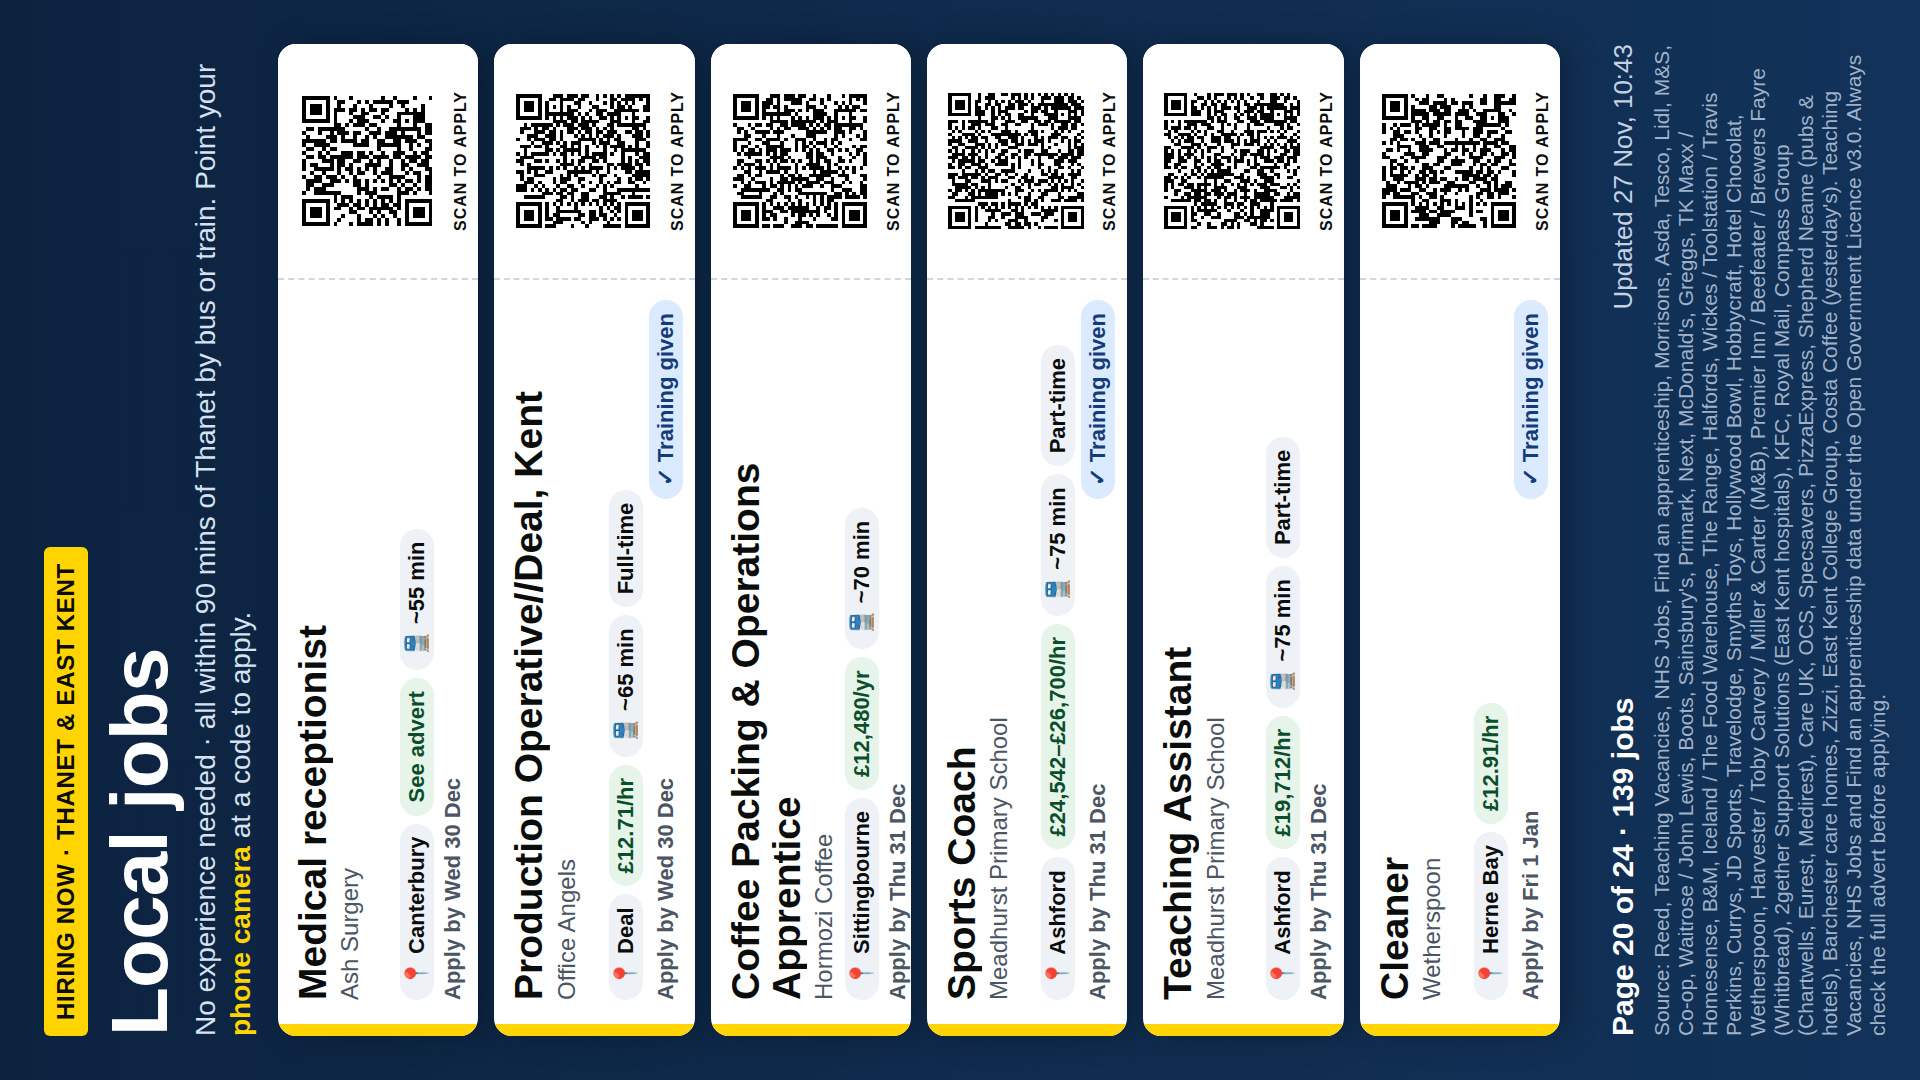 HIRING NOW · THANET & EAST KENT
Local jobs
No experience needed · all within 90 mins of Thanet by bus or train. Point your
phone camera at a code to apply.
Medical receptionist
Ash Surgery
📍 Canterbury See advert 🚆 ~55 min
Apply by Wed 30 Dec
SCAN TO APPLY
Production Operative//Deal, Kent
Office Angels
📍 Deal £12.71/hr 🚆 ~65 min Full-time
Apply by Wed 30 Dec ✓ Training given
SCAN TO APPLY
Coffee Packing & Operations
Apprentice
Hormozi Coffee
📍 Sittingbourne £12,480/yr 🚆 ~70 min
Apply by Thu 31 Dec
SCAN TO APPLY
Sports Coach
Meadhurst Primary School
📍 Ashford £24,542–£26,700/hr 🚆 ~75 min Part-time
Apply by Thu 31 Dec ✓ Training given
SCAN TO APPLY
Teaching Assistant
Meadhurst Primary School
📍 Ashford £19,712/hr 🚆 ~75 min Part-time
Apply by Thu 31 Dec
SCAN TO APPLY
Cleaner
Wetherspoon
📍 Herne Bay £12.91/hr
Apply by Fri 1 Jan ✓ Training given
SCAN TO APPLY
Page 20 of 24 · 139 jobs Updated 27 Nov, 10:43
Source: Reed, Teaching Vacancies, NHS Jobs, Find an apprenticeship, Morrisons, Asda, Tesco, Lidl, M&S,
Co-op, Waitrose / John Lewis, Boots, Sainsbury's, Primark, Next, McDonald's, Greggs, TK Maxx /
Homesense, B&M, Iceland / The Food Warehouse, The Range, Halfords, Wickes / Toolstation / Travis
Perkins, Currys, JD Sports, Travelodge, Smyths Toys, Hollywood Bowl, Hobbycraft, Hotel Chocolat,
Wetherspoon, Harvester / Toby Carvery / Miller & Carter (M&B), Premier Inn / Beefeater / Brewers Fayre
(Whitbread), 2gether Support Solutions (East Kent hospitals), KFC, Royal Mail, Compass Group
(Chartwells, Eurest, Medirest), Care UK, OCS, Specsavers, PizzaExpress, Shepherd Neame (pubs &
hotels), Barchester care homes, Zizzi, East Kent College Group, Costa Coffee (yesterday's). Teaching
Vacancies, NHS Jobs and Find an apprenticeship data under the Open Government Licence v3.0. Always
check the full advert before applying.